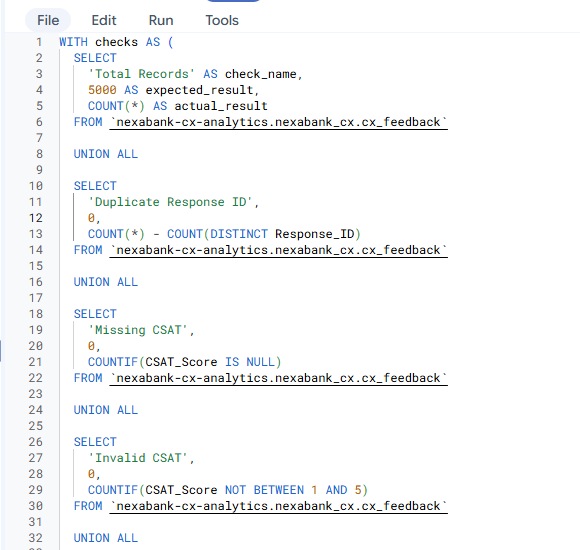 File Edit Run Tools
1 WITH checks AS (
2 SELECT
3 'Total Records' AS check_name,
4 5000 AS expected_result,
5 COUNT(*) AS actual_result
6 FROM `nexabank-cx-analytics.nexabank_cx.cx_feedback`
7
8 UNION ALL
9
10 SELECT
11 'Duplicate Response ID',
12 0,
13 COUNT(*) - COUNT(DISTINCT Response_ID)
14 FROM `nexabank-cx-analytics.nexabank_cx.cx_feedback`
15
16 UNION ALL
17
18 SELECT
19 'Missing CSAT',
20 0,
21 COUNTIF(CSAT_Score IS NULL)
22 FROM `nexabank-cx-analytics.nexabank_cx.cx_feedback`
23
24 UNION ALL
25
26 SELECT
27 'Invalid CSAT',
28 0,
29 COUNTIF(CSAT_Score NOT BETWEEN 1 AND 5)
30 FROM `nexabank-cx-analytics.nexabank_cx.cx_feedback`
31
32 UNION ALL